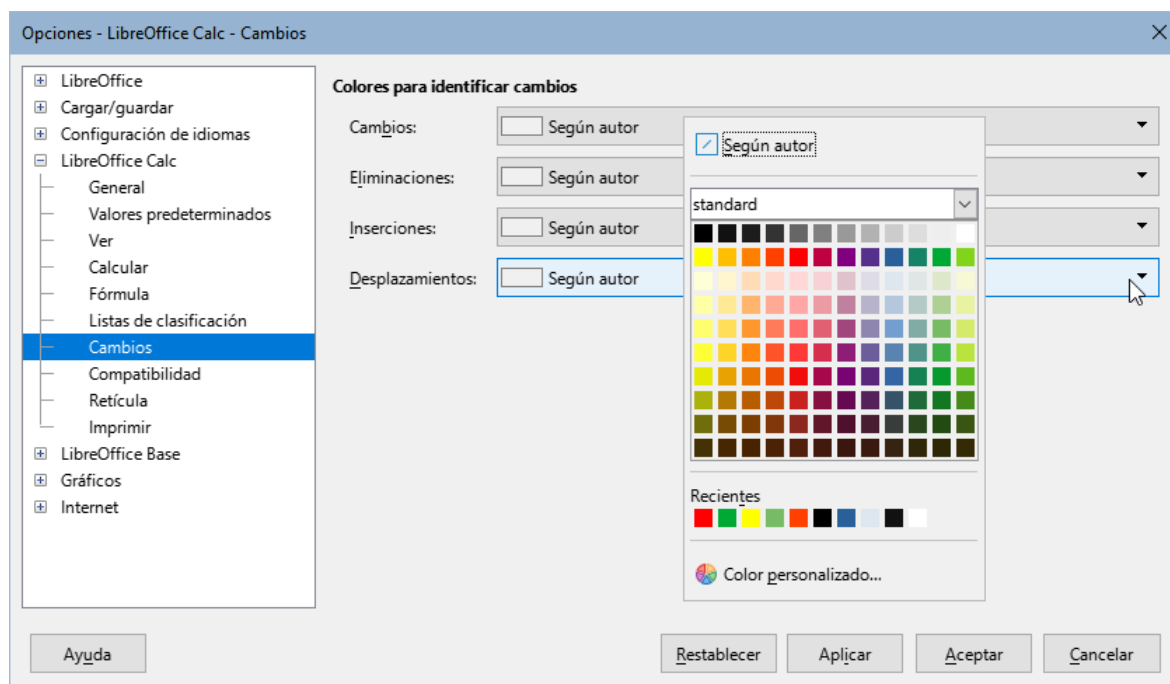 Opciones - LibreOffice Calc - Cambios
LibreOffice
Cargar/guardar
Configuración de idiomas
LibreOffice Calc
General
Valores predeterminados
Ver
Calcular
Fórmula
Listas de clasificación
Cambios
Compatibilidad
Retícula
Imprimir
LibreOffice Base
Gráficos
Internet
Colores para identificar cambios
Cambios: Según autor
Eliminaciones: Según autor
Inserciones: Según autor
Desplazamientos: Según autor
Según autor
standard
Recientes
Color personalizado...
Ayuda Restablecer Aplicar Aceptar Cancelar